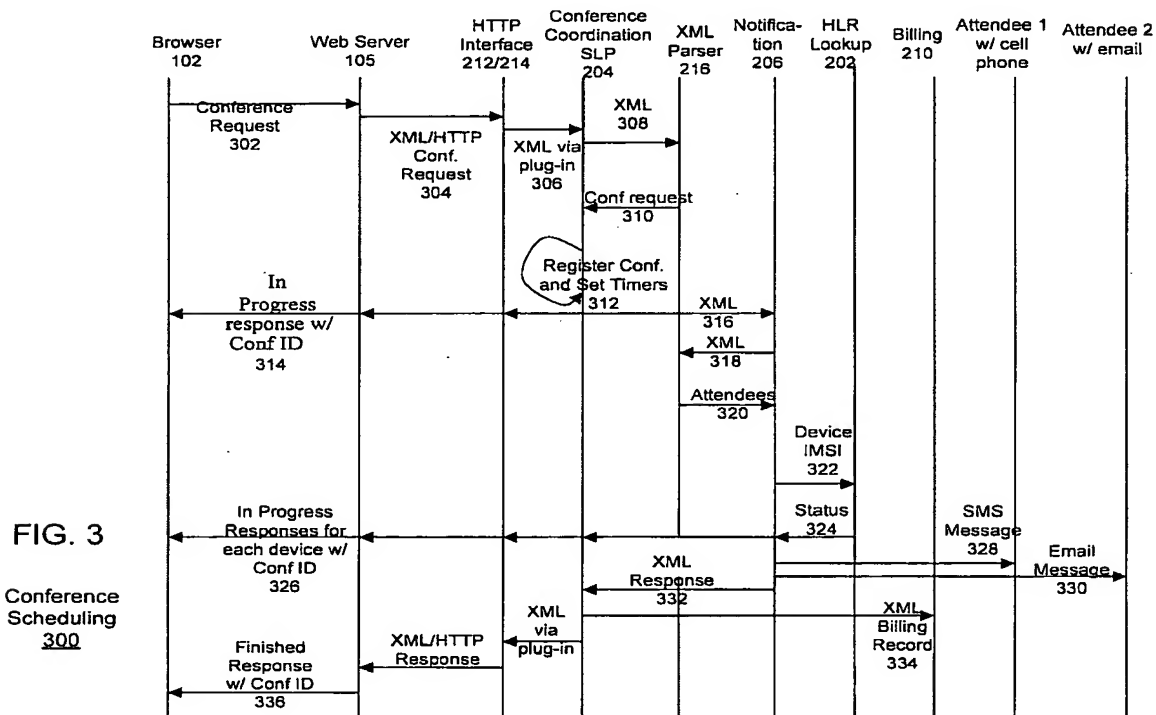 Browser
102
Web Server
105
HTTP
Interface
212/214
Conference
Coordination
SLP
204
XML
Parser
216
Notifica-
tion
206
HLR
Lookup
202
Billing
210
Attendee 1
w/ cell
phone
Attendee 2
w/ email
Conference
Request
302
XML/HTTP
Conf.
Request
304
XML via
plug-in
306
XML
308
Conf request
310
Register Conf.
and Set Timers
312
In
Progress
response w/
Conf ID
314
XML
316
XML
318
Attendees
320
Device
IMSI
322
Status
324
In Progress
Responses for
each device w/
Conf ID
326
SMS
Message
328
Email
Message
330
XML
Response
332
XML
Billing
Record
334
XML
via
plug-in
XML/HTTP
Response
Finished
Response
w/ Conf ID
336
FIG. 3
Conference
Scheduling
300